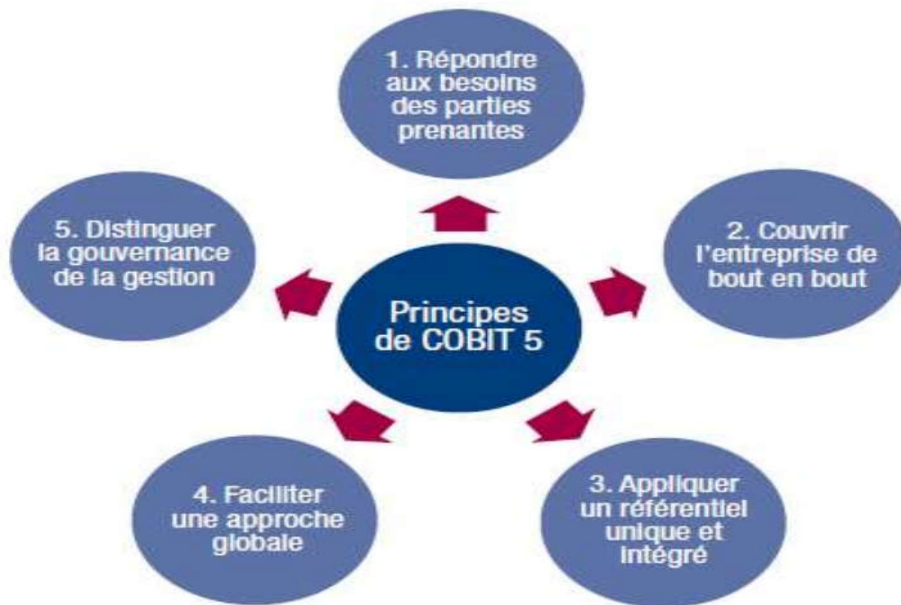 1. Répondre
aux besoins
des parties
prenantes
5. Distinguer
la gouvernance
de la gestion
2. Couvrir
l'entreprise de
bout en bout
Principes
de COBIT 5
4. Faciliter
une approche
globale
3. Appliquer
un référentiel
unique et
intégré